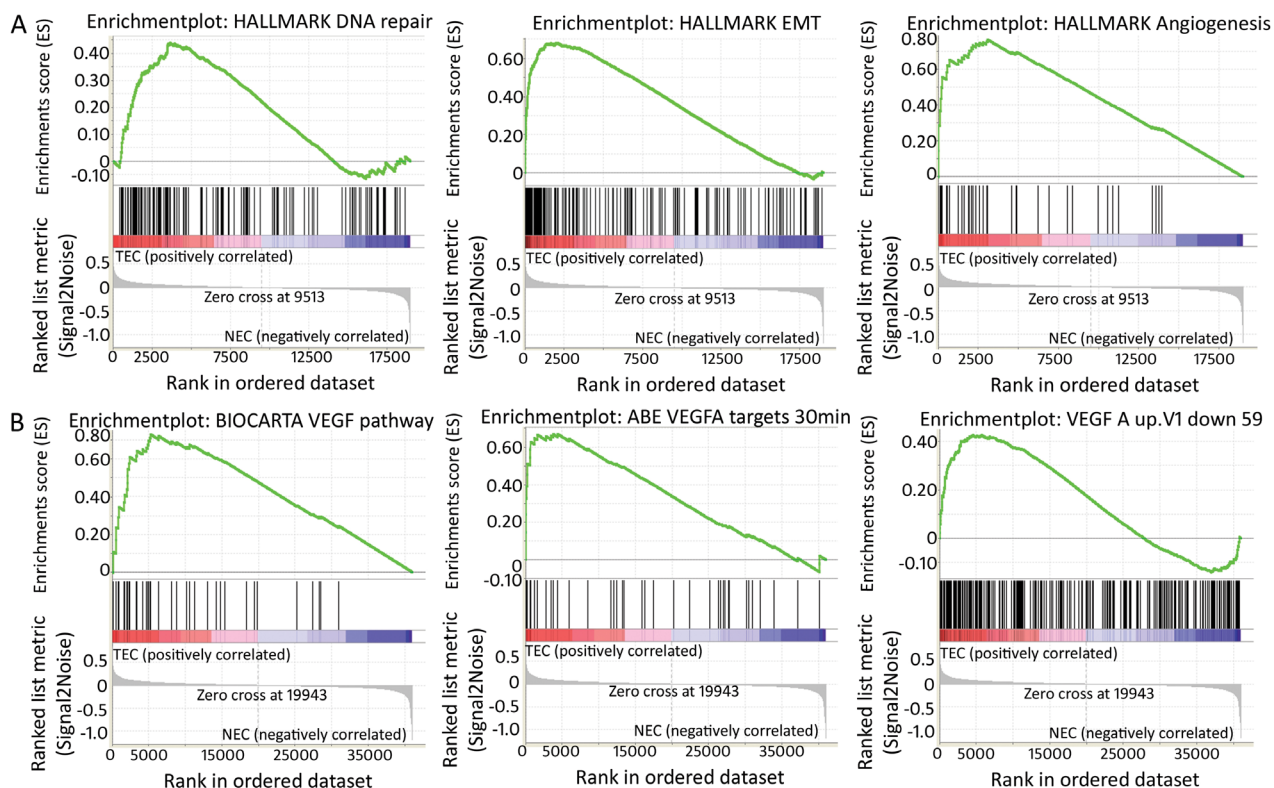 A
Enrichmentplot: HALLMARK DNA repair
Enrichments score (ES)
0.40
0.30
0.20
0.10
0
-0.10
TEC (positively correlated)
Ranked list metric
(Signal2Noise)
0.5
0
-0.5
-1.0
Zero cross at 9513
NEC (negatively correlated)
0 2500 7500 12500 17500
Rank in ordered dataset
Enrichmentplot: HALLMARK EMT
Enrichments score (ES)
0.60
0.40
0.20
0
TEC (positively correlated)
Ranked list metric
(Signal2Noise)
0.5
0
-0.5
-1.0
Zero cross at 9513
NEC (negatively correlated)
0 2500 7500 12500 17500
Rank in ordered dataset
Enrichmentplot: HALLMARK Angiogenesis
Enrichments score (ES)
0.80
0.60
0.40
0.20
0
TEC (positively correlated)
Ranked list metric
(Signal2Noise)
0.5
0
-0.5
-1.0
Zero cross at 9513
NEC (negatively correlated)
0 2500 7500 12500 17500
Rank in ordered dataset
B
Enrichmentplot: BIOCARTA VEGF pathway
Enrichments score (ES)
0.80
0.60
0.40
0.20
0
TEC (positively correlated)
Ranked list metric
(Signal2Noise)
0.5
0
-0.5
-1.0
Zero cross at 19943
NEC (negatively correlated)
0 50000 15000 25000 35000
Rank in ordered dataset
Enrichmentplot: ABE VEGFA targets 30min
Enrichments score (ES)
0.60
0.40
0.20
0
-0.10
TEC (positively correlated)
Ranked list metric
(Signal2Noise)
0.5
0
-0.5
-1.0
Zero cross at 19943
NEC (negatively correlated)
0 50000 15000 25000 35000
Rank in ordered dataset
Enrichmentplot: VEGF A up.V1 down 59
Enrichments score (ES)
0.40
0.20
0
-0.10
TEC (positively correlated)
Ranked list metric
(Signal2Noise)
0.5
0
-0.5
-1.0
Zero cross at 19943
NEC (negatively correlated)
0 50000 15000 25000 35000
Rank in ordered dataset